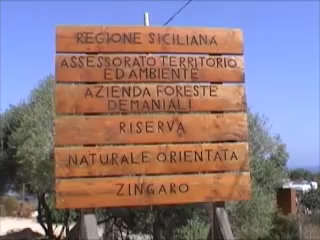 REGIONE SICILIANA
ASSESSORATO TERRITORIO
ED AMBIENTE
AZIENDA FORESTE
DEMANIALI
RISERVA
NATURALE ORIENTATA
ZINGARO